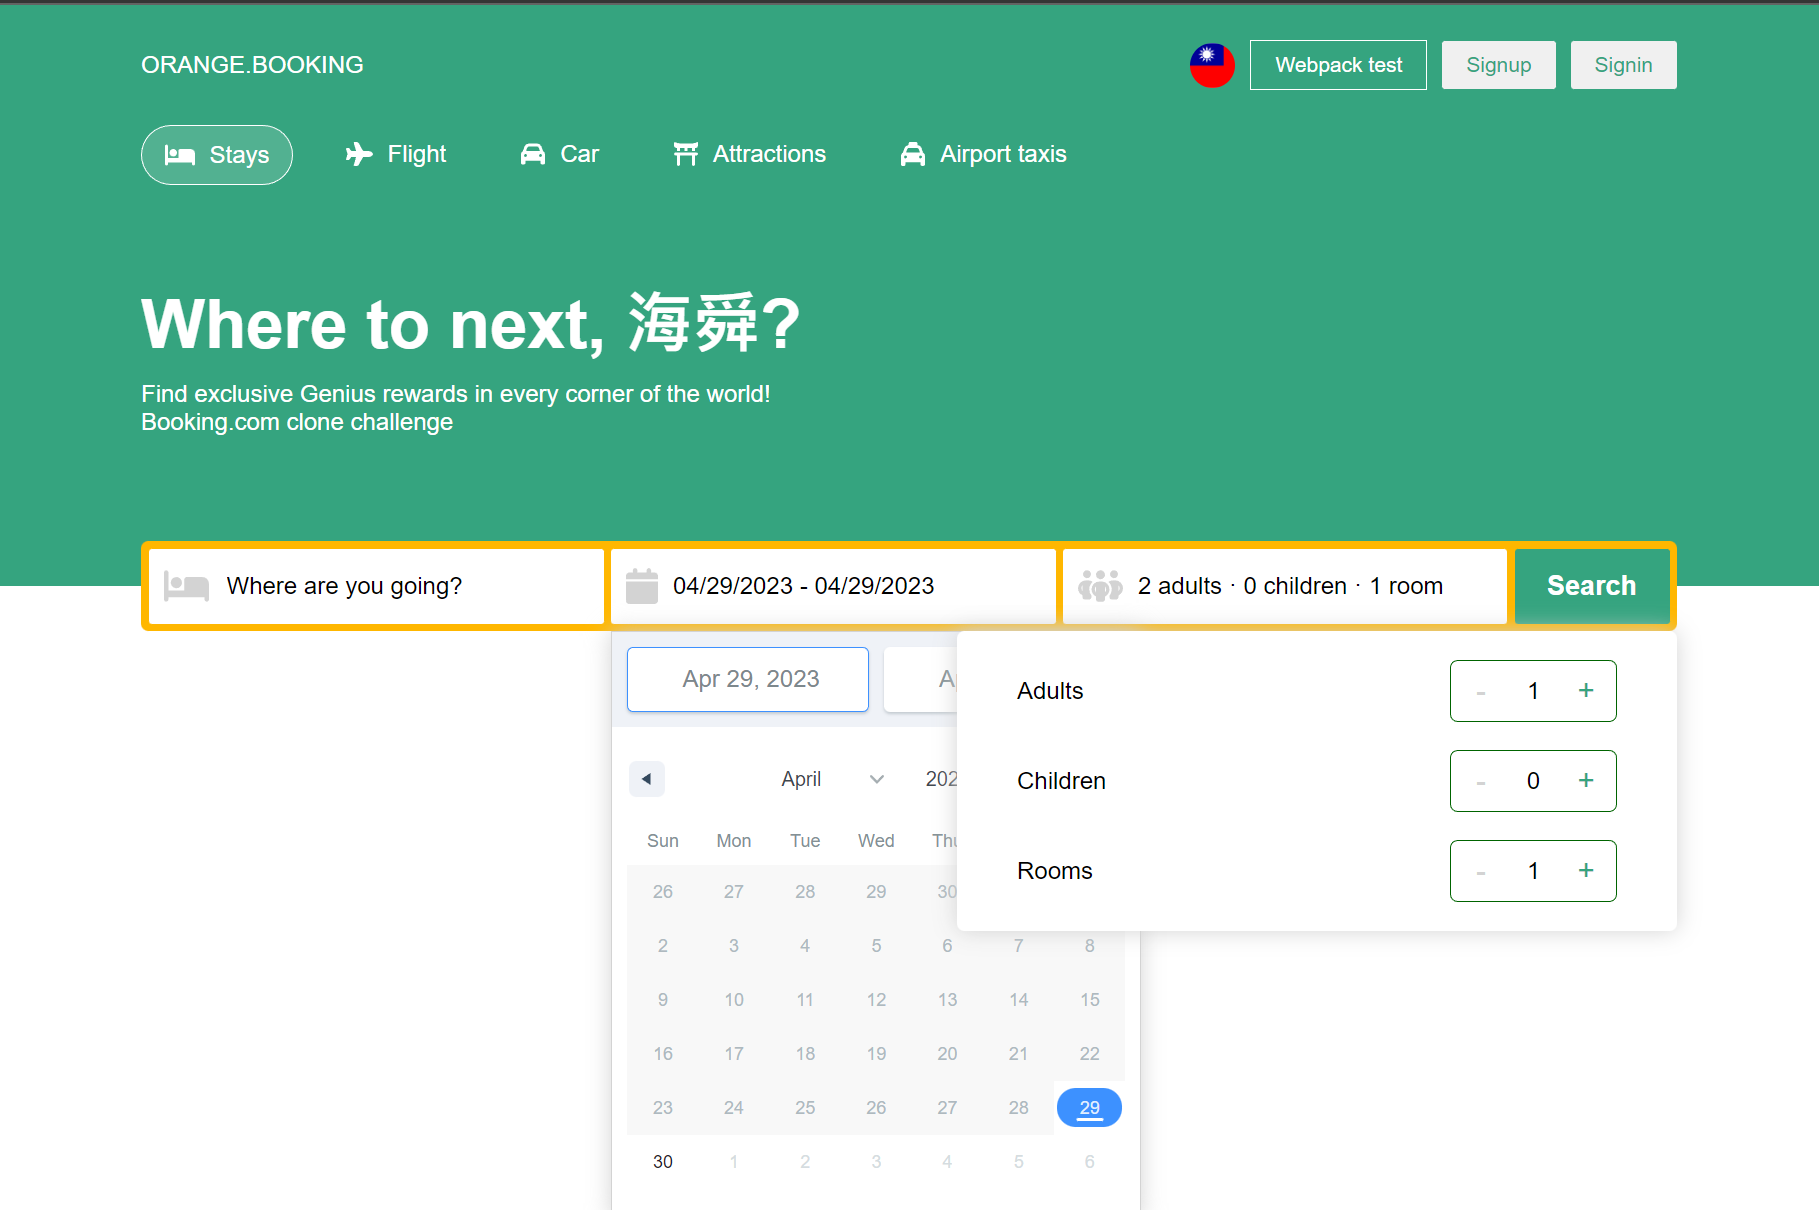 ORANGE.BOOKING
Webpack test
Signup
Signin
Stays
Flight
Car
Attractions
Airport taxis
Where to next, 海舜?
Find exclusive Genius rewards in every corner of the world!
Booking.com clone challenge
Where are you going?
04/29/2023 - 04/29/2023
2 adults · 0 children · 1 room
Search
Apr 29, 2023
Adults
- 1 +
Children
- 0 +
Rooms
- 1 +
April
Sun Mon Tue Wed
26 27 28 29 30
2 3 4 5 6 7 8
9 10 11 12 13 14 15
16 17 18 19 20 21 22
23 24 25 26 27 28 29
30 1 2 3 4 5 6